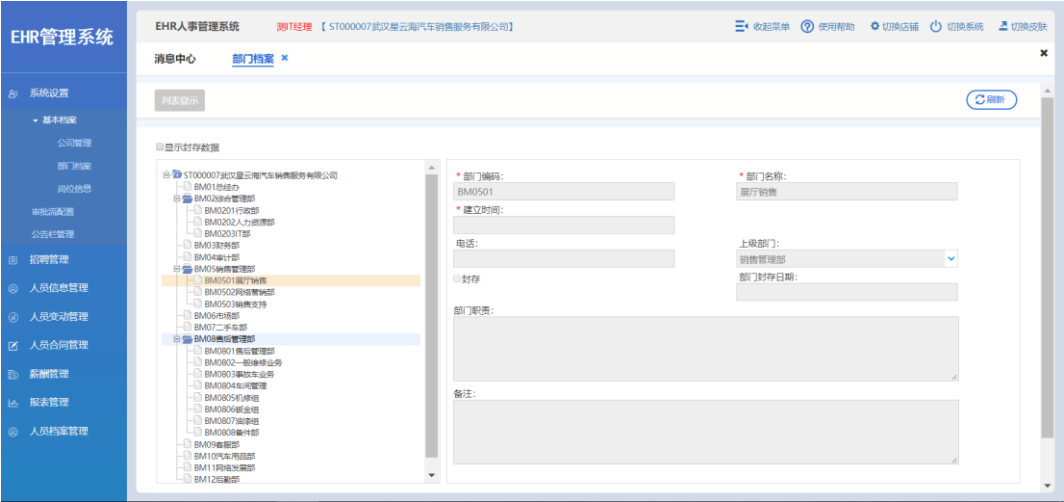 EHR管理系统
EHR人事管理系统
测IT经理 【 ST000007武汉星云海汽车销售服务有限公司】
收起菜单
使用帮助
切换店铺
切换系统
切换皮肤
消息中心
部门档案 ×
系统设置
基本档案
公司管理
部门档案
岗位信息
审批流配置
公告栏管理
招聘管理
人员信息管理
人员变动管理
人员合同管理
薪酬管理
报表管理
人员档案管理
列表显示
刷新
显示封存数据
ST000007武汉星云海汽车销售服务有限公司
BM01总经办
BM02综合管理部
BM0201行政部
BM0202人力资源部
BM0203IT部
BM03财务部
BM04审计部
BM05销售管理部
BM0501展厅销售
BM0502网络营销部
BM0503销售支持
BM06市场部
BM07二手车部
BM08售后管理部
BM0801售后管理部
BM0802一般维修业务
BM0803事故车业务
BM0804车间管理
BM0805机修组
BM0806钣金组
BM0807油漆组
BM0808备件部
BM09客服部
BM10汽车用品部
BM11网络发展部
BM12后勤部
* 部门编码:
BM0501
* 部门名称:
展厅销售
* 建立时间:
电话:
上级部门:
销售管理部
封存
部门封存日期:
部门职责:
备注: